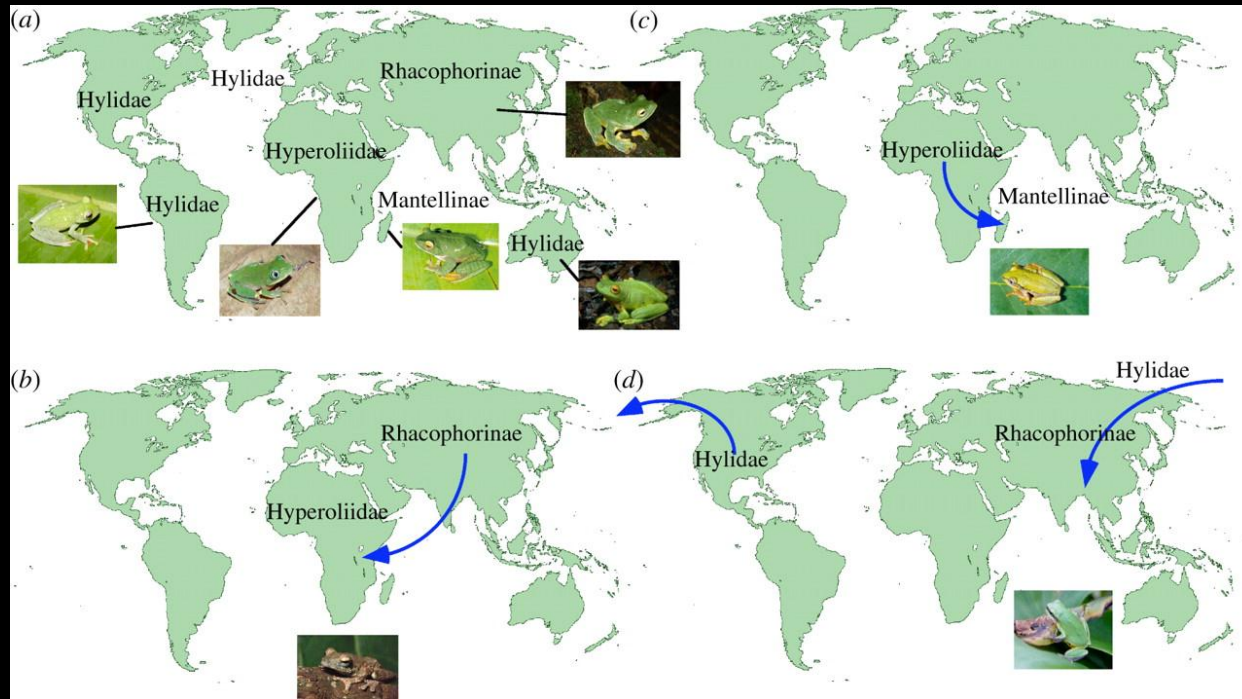 (a)
Hylidae
Rhacophorinae
Hylidae
Hyperoliidae
Hylidae
Mantellinae
Hylidae
(c)
Hyperoliidae
Mantellinae
(b)
Rhacophorinae
Hyperoliidae
(d)
Hylidae
Rhacophorinae
Hylidae